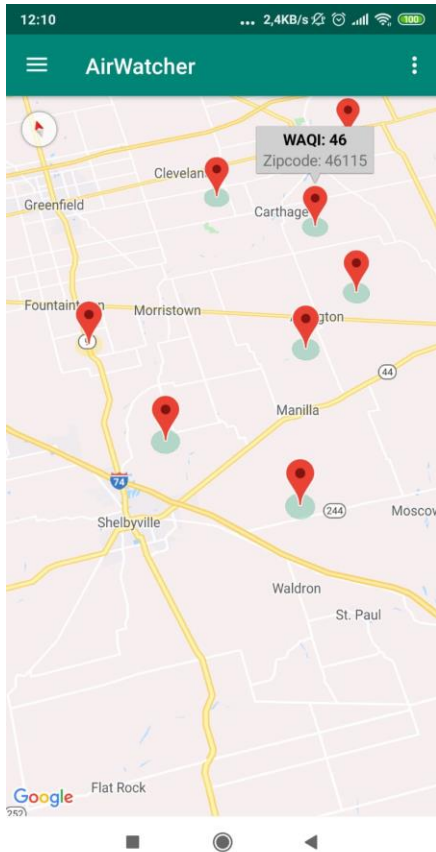 12:10
... 2,4KB/s 100
AirWatcher
WAQI: 46
Zipcode: 46115
Greenfield
Carthage
Morristown
44
Manilla
74
Shelbyville
244
Waldron
St. Paul
Flat Rock
Google
252